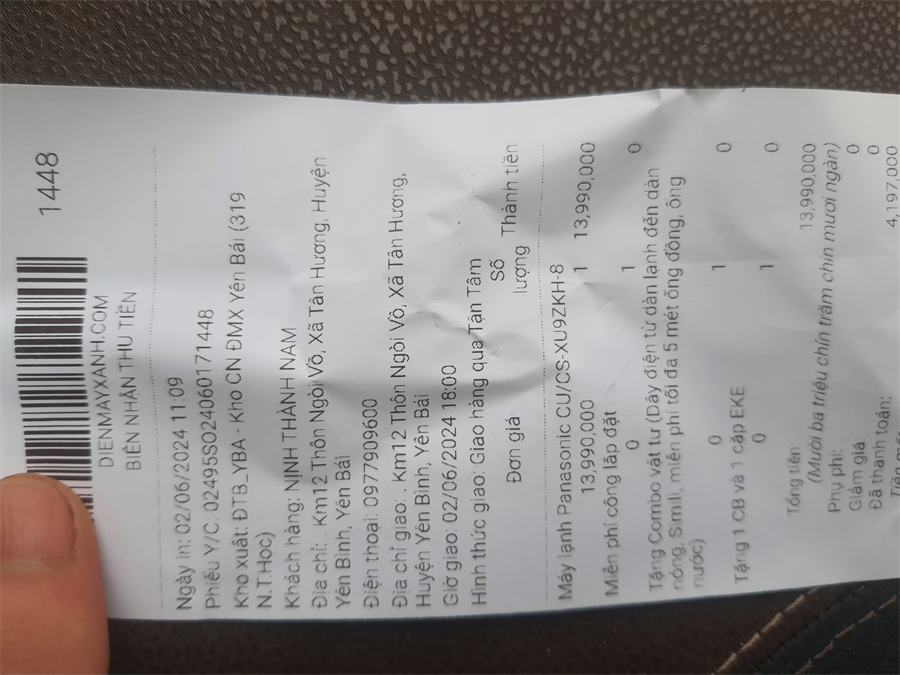 1448
DIENMAYXANH.COM
BIÊN NHẬN THU TIỀN
Ngày in: 02/06/2024 11:09
Phiếu Y/C: 02495SO24060171448
Kho xuất: ĐTB_YBA - Kho CN ĐMX Yên Bái (319
N.T.Học)
Khách hàng: NINH THÀNH NAM
Địa chỉ: . Km12 Thôn Ngòi Vồ, Xã Tân Hương, Huyện
Yên Bình, Yên Bái
Điện thoại: 0977909600
Địa chỉ giao: . Km12 Thôn Ngòi Vồ, Xã Tân Hương,
Huyện Yên Bình, Yên Bái
Giờ giao: 02/06/2024 18:00
Hình thức giao: Giao hàng qua Tận Tâm
Đơn giá Số lượng Thành tiền
Máy lạnh Panasonic CU/CS-XU9ZKH-8
13,990,000 1 13,990,000
Miễn phí công lắp đặt
0 1 0
Tặng Combo vật tư (Dây điện từ dàn lạnh đến dàn
nóng, Simili, miễn phí tối đa 5 mét ống đồng, ống
nước)
0 1 0
Tặng 1 CB và 1 cặp EKE
0 1 0
Tổng tiền: 13,990,000
(Mười ba triệu chín trăm chín mươi ngàn)
Phụ phí: 0
Giảm giá 0
Đã thanh toán: 4,197,000